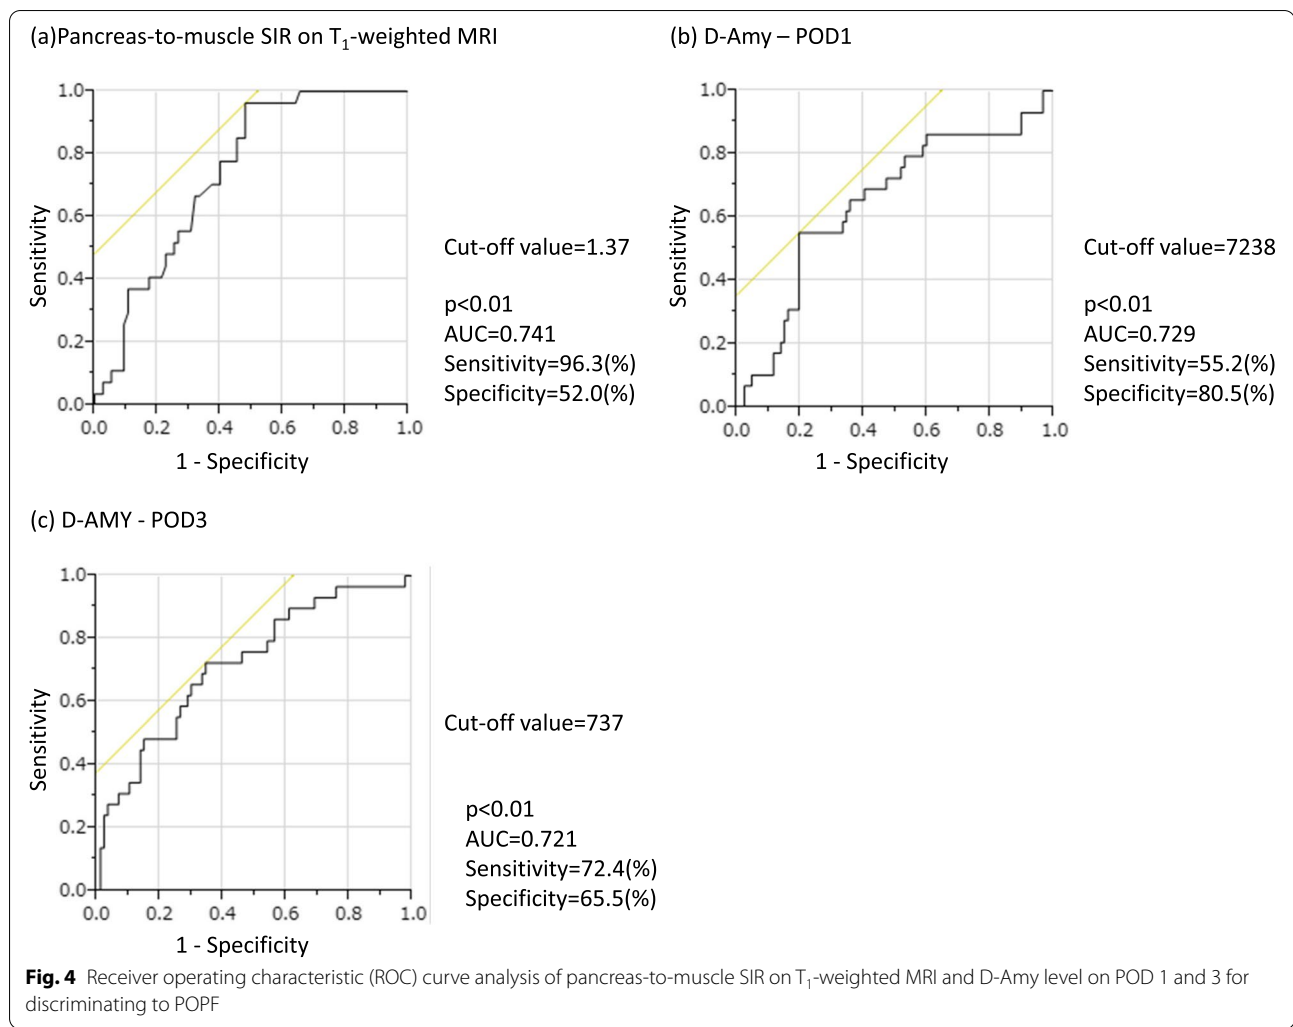 (a)Pancreas-to-muscle SIR on T1-weighted MRI
1.0
0.8
0.6
0.4
0.2
0.0
0.0 0.2 0.4 0.6 0.8 1.0
Sensitivity
1 - Specificity
Cut-off value=1.37
p<0.01
AUC=0.741
Sensitivity=96.3(%)
Specificity=52.0(%)
(b) D-Amy – POD1
1.0
0.8
0.6
0.4
0.2
0.0
0.0 0.2 0.4 0.6 0.8 1.0
Sensitivity
1 - Specificity
Cut-off value=7238
p<0.01
AUC=0.729
Sensitivity=55.2(%)
Specificity=80.5(%)
(c) D-AMY - POD3
1.0
0.8
0.6
0.4
0.2
0.0
0.0 0.2 0.4 0.6 0.8 1.0
Sensitivity
1 - Specificity
Cut-off value=737
p<0.01
AUC=0.721
Sensitivity=72.4(%)
Specificity=65.5(%)
Fig. 4 Receiver operating characteristic (ROC) curve analysis of pancreas-to-muscle SIR on T1-weighted MRI and D-Amy level on POD 1 and 3 for
discriminating to POPF